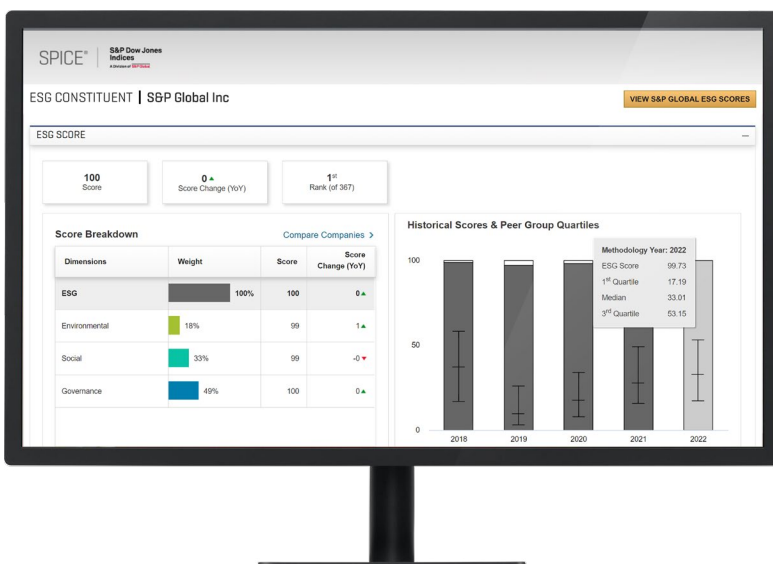 SPICE®
S&P Dow Jones
Indices
A Division of S&P Global
ESG CONSTITUENT | S&P Global Inc
VIEW S&P GLOBAL ESG SCORES
ESG SCORE
100
Score
0 ▲
Score Change (YoY)
1st
Rank (of 367)
Score Breakdown
Compare Companies >
Dimensions Weight Score Score Change (YoY)
ESG 100% 100 0 ▲
Environmental 18% 99 1 ▲
Social 33% 99 -0 ▼
Governance 49% 100 0 ▲
Historical Scores & Peer Group Quartiles
Methodology Year: 2022
ESG Score 99.73
1st Quartile 17.19
Median 33.01
3rd Quartile 53.15
100
50
0
2018 2019 2020 2021 2022